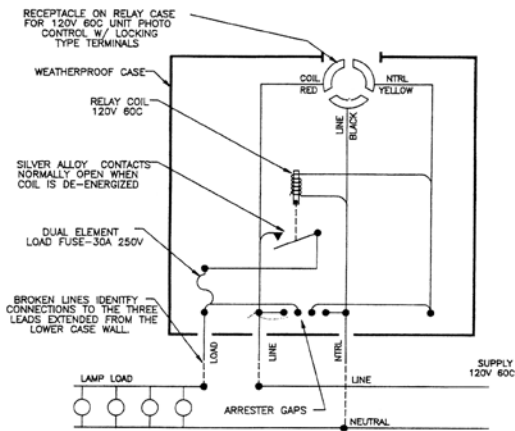 RECEPTACLE ON RELAY CASE
FOR 120V 60C UNIT PHOTO
CONTROL W/ LOCKING
TYPE TERMINALS
WEATHERPROOF CASE
COIL
RED
NTRL
YELLOW
LINE
BLACK
RELAY COIL
120V 60C
SILVER ALLOY CONTACTS
NORMALLY OPEN WHEN
COIL IS DE-ENERGIZED
DUAL ELEMENT
LOAD FUSE-30A 250V
BROKEN LINES IDENITFY
CONNECTIONS TO THE THREE
LEADS EXTENDED FROM THE
LOWER CASE WALL.
LOAD
LINE
NTRL
SUPPLY
120V 60C
LAMP LOAD
LINE
ARRESTER GAPS
NEUTRAL